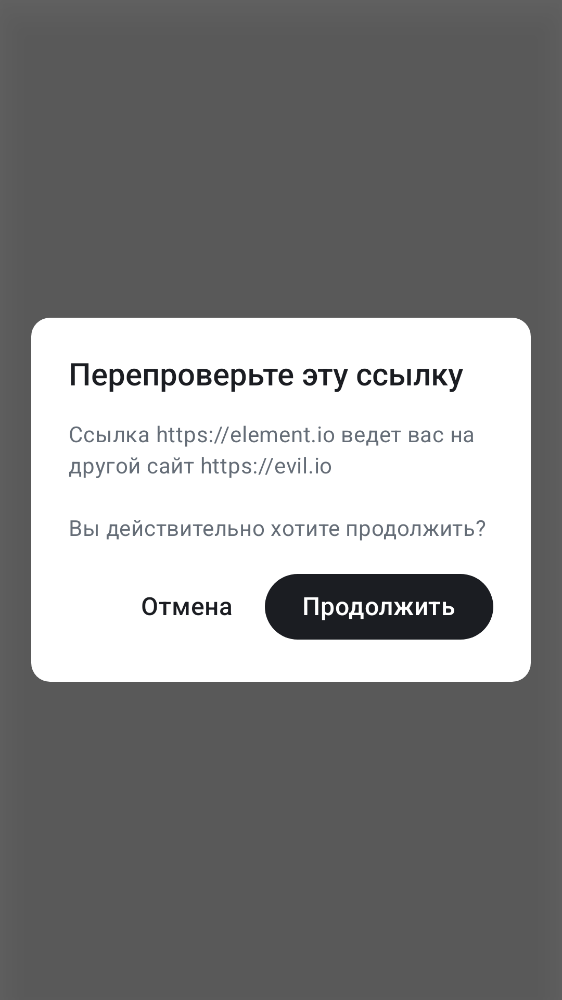 Перепроверьте эту ссылку
Ссылка https://element.io ведет вас на
другой сайт https://evil.io
Вы действительно хотите продолжить?
Отмена
Продолжить